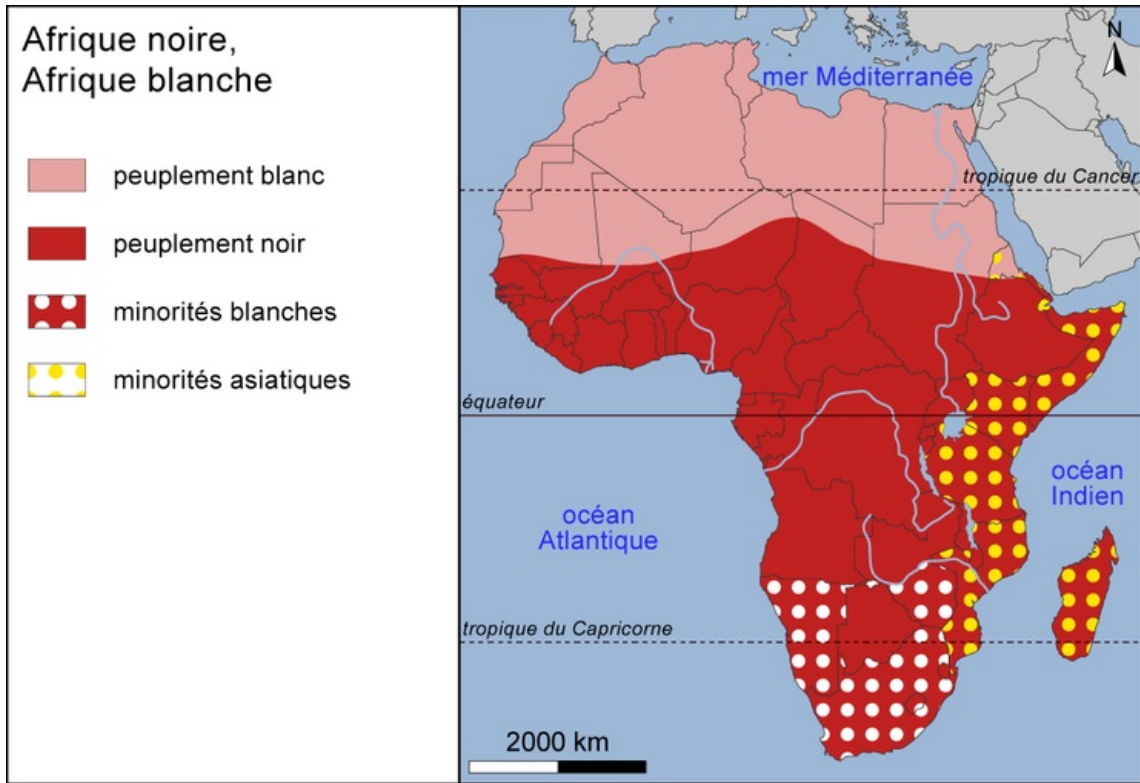 Afrique noire,
Afrique blanche
peuplement blanc
peuplement noir
minorités blanches
minorités asiatiques
N
mer Méditerranée
tropique du Cancer
équateur
océan
Indien
océan
Atlantique
tropique du Capricorne
2000 km